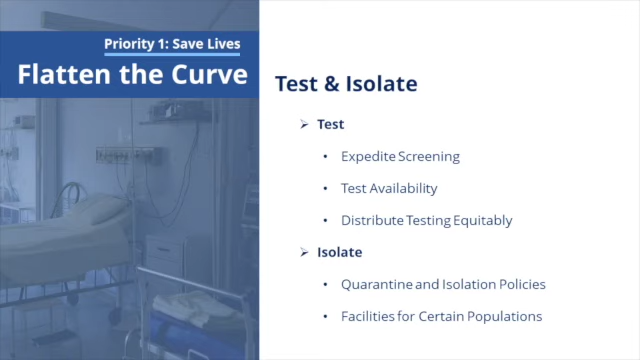 Priority 1: Save Lives
Flatten the Curve
Test & Isolate
➢ Test
• Expedite Screening
• Test Availability
• Distribute Testing Equitably
➢ Isolate
• Quarantine and Isolation Policies
• Facilities for Certain Populations